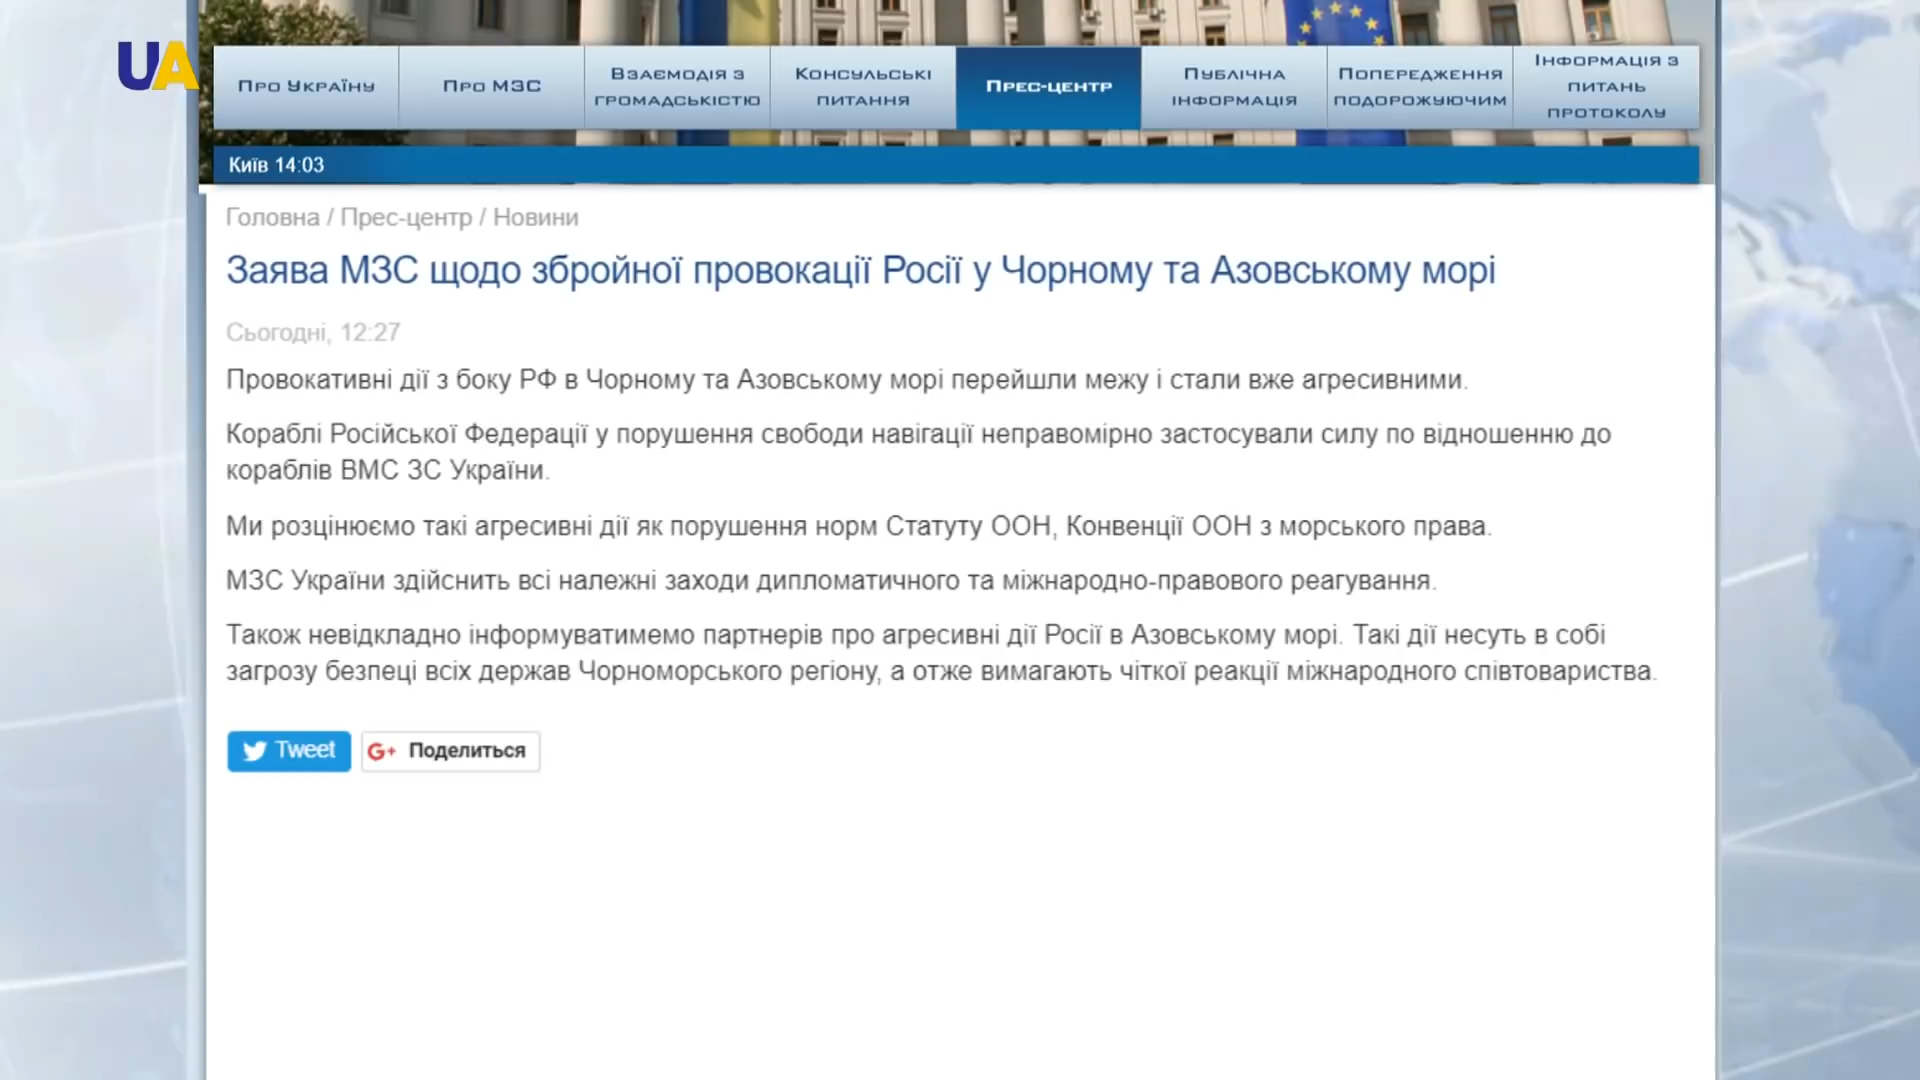 UA
Про Україну
Про МЗС
Взаємодія з
громадськістю
Консульські
питання
Прес-центр
Публічна
інформація
Попередження
подорожуючим
Інформація з
питань
протоколу
Київ 14:03
Головна / Прес-центр / Новини
Заява МЗС щодо збройної провокації Росії у Чорному та Азовському морі
Сьогодні, 12:27
Провокативні дії з боку РФ в Чорному та Азовському морі перейшли межу і стали вже агресивними.
Кораблі Російської Федерації у порушення свободи навігації неправомірно застосували силу по відношенню до
кораблів ВМС ЗС України.
Ми розцінюємо такі агресивні дії як порушення норм Статуту ООН, Конвенції ООН з морського права.
МЗС України здійснить всі належні заходи дипломатичного та міжнародно-правового реагування.
Також невідкладно інформуватимемо партнерів про агресивні дії Росії в Азовському морі. Такі дії несуть в собі
загрозу безпеці всіх держав Чорноморського регіону, а отже вимагають чіткої реакції міжнародного співтовариства.
Tweet
G+ Поделиться